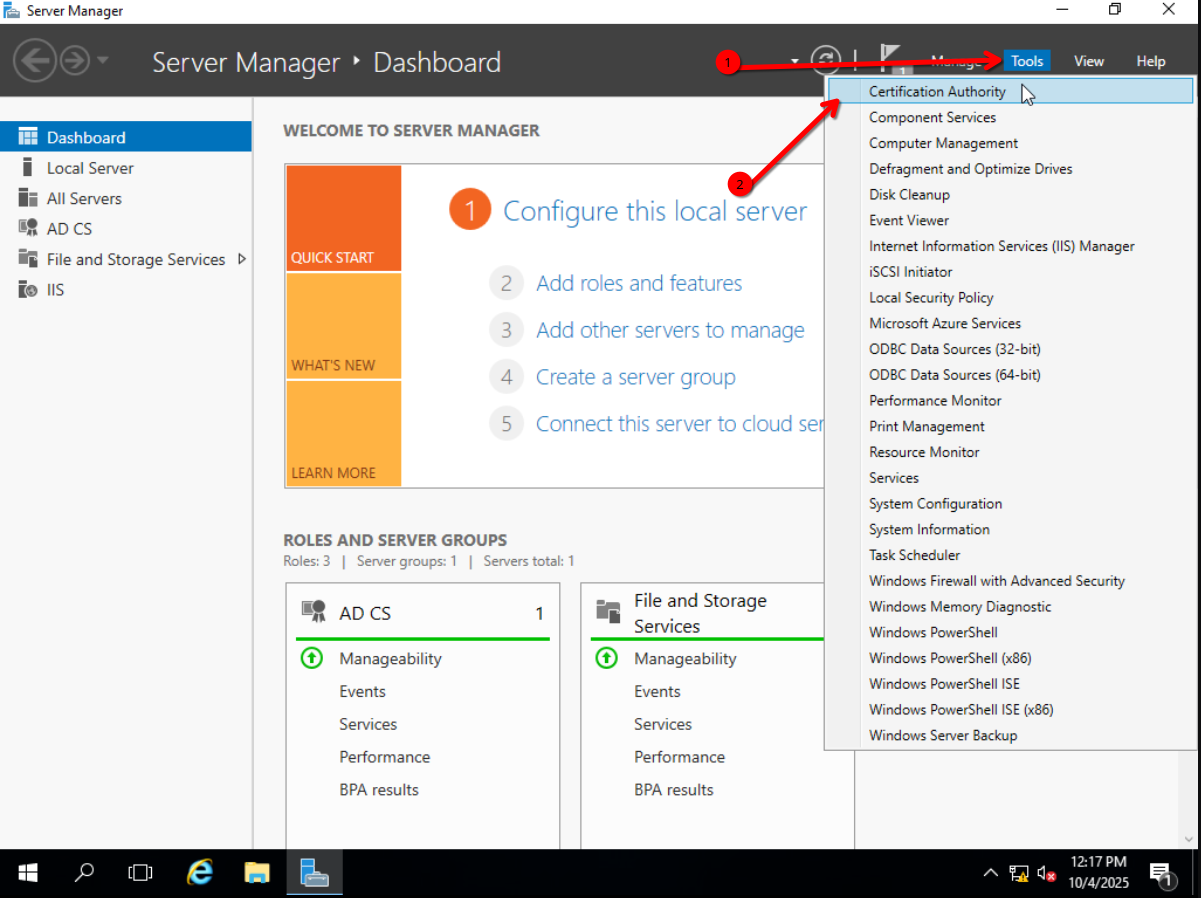 Server Manager
Server Manager ‣ Dashboard
1
1
Manage
Tools
View
Help
Dashboard
Local Server
All Servers
AD CS
File and Storage Services
IIS
WELCOME TO SERVER MANAGER
QUICK START
WHAT'S NEW
LEARN MORE
1 Configure this local server
2 Add roles and features
3 Add other servers to manage
4 Create a server group
5 Connect this server to cloud ser
2
Certification Authority
Component Services
Computer Management
Defragment and Optimize Drives
Disk Cleanup
Event Viewer
Internet Information Services (IIS) Manager
iSCSI Initiator
Local Security Policy
Microsoft Azure Services
ODBC Data Sources (32-bit)
ODBC Data Sources (64-bit)
Performance Monitor
Print Management
Resource Monitor
Services
System Configuration
System Information
Task Scheduler
Windows Firewall with Advanced Security
Windows Memory Diagnostic
Windows PowerShell
Windows PowerShell (x86)
Windows PowerShell ISE
Windows PowerShell ISE (x86)
Windows Server Backup
ROLES AND SERVER GROUPS
Roles: 3 | Server groups: 1 | Servers total: 1
AD CS 1
Manageability
Events
Services
Performance
BPA results
File and Storage
Services
Manageability
Events
Services
Performance
BPA results
12:17 PM
10/4/2025
1